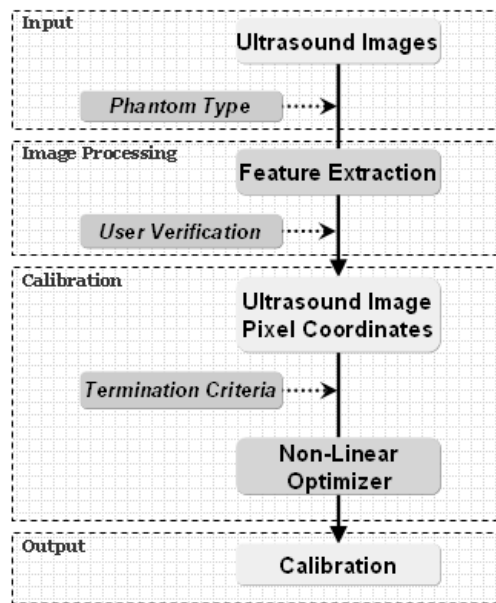 Input
Ultrasound Images
Phantom Type
Image Processing
Feature Extraction
User Verification
Calibration
Ultrasound Image
Pixel Coordinates
Termination Criteria
Non-Linear
Optimizer
Output
Calibration